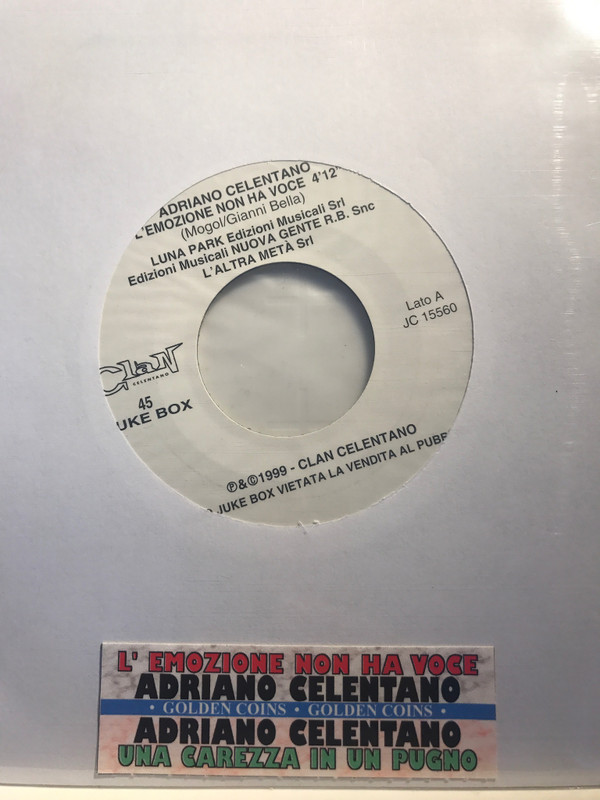 ADRIANO CELENTANO
L'EMOZIONE NON HA VOCE 4'12"
(Mogol/Gianni Bella)
LUNA PARK Edizioni Musicali Srl
Edizioni Musicali NUOVA GENTE R.B. Snc
L'ALTRA METÀ Srl
Lato A
JC 15560
Clan
CELENTANO
45
UKE BOX
℗&©1999 - CLAN CELENTANO
JUKE BOX VIETATA LA VENDITA AL PUBB
L' EMOZIONE NON HA VOCE
ADRIANO CELENTANO
• GOLDEN COINS • GOLDEN COINS •
ADRIANO CELENTANO
UNA CAREZZA IN UN PUGNO